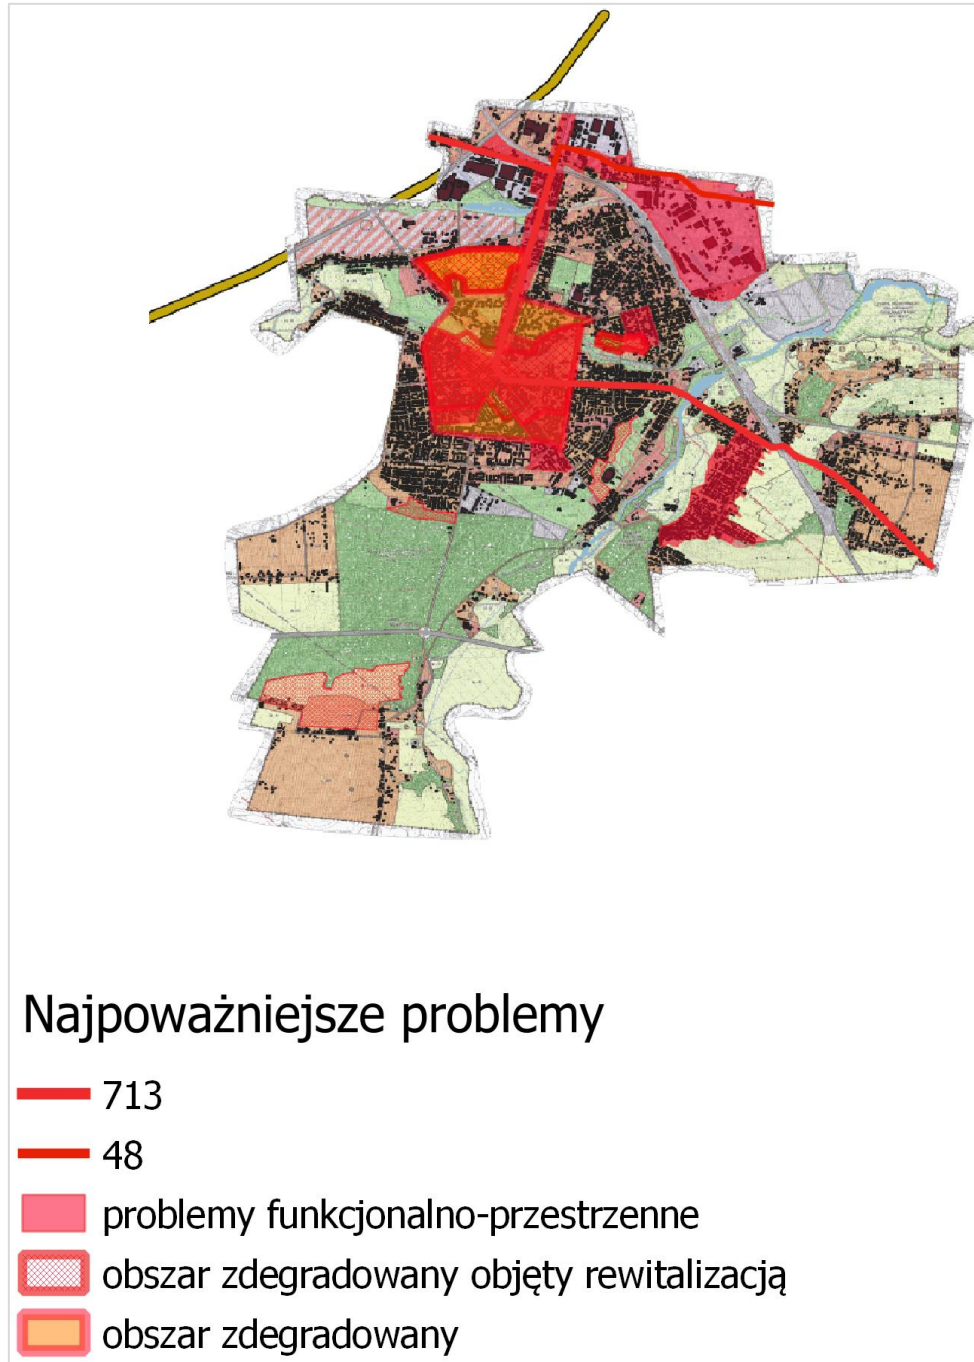 Najpoważniejsze problemy
713
48
problemy funkcjonalno-przestrzenne
obszar zdegradowany objęty rewitalizacją
obszar zdegradowany